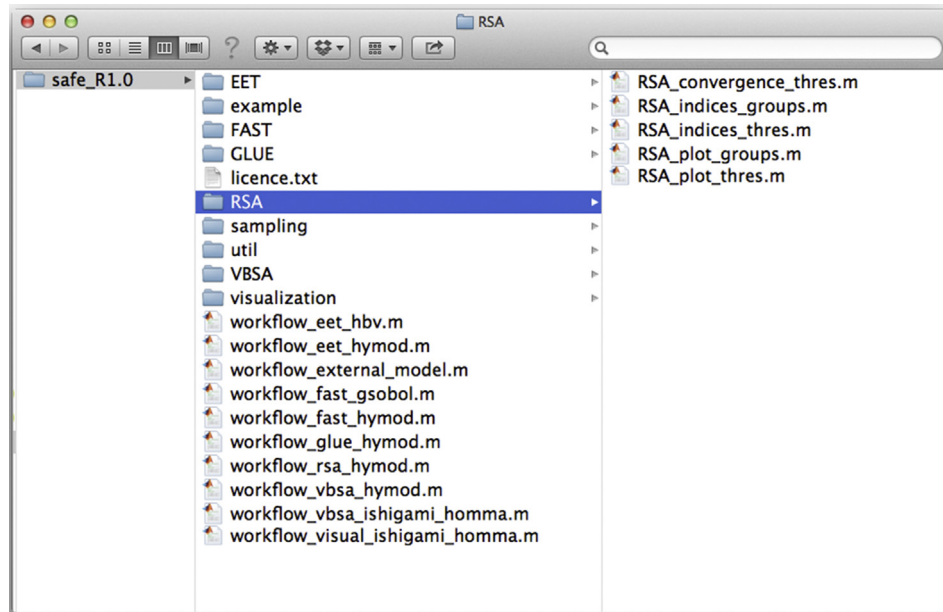 RSA
safe_R1.0
EET
example
FAST
GLUE
licence.txt
RSA
sampling
util
VBSA
visualization
workflow_eet_hbv.m
workflow_eet_hymod.m
workflow_external_model.m
workflow_fast_gsobol.m
workflow_fast_hymod.m
workflow_glue_hymod.m
workflow_rsa_hymod.m
workflow_vbsa_hymod.m
workflow_vbsa_ishigami_homma.m
workflow_visual_ishigami_homma.m
RSA_convergence_thres.m
RSA_indices_groups.m
RSA_indices_thres.m
RSA_plot_groups.m
RSA_plot_thres.m